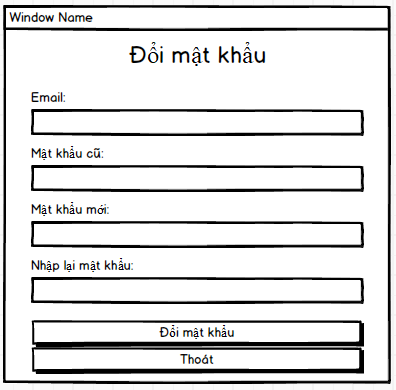 Window Name
Đổi mật khẩu
Email:
Mật khẩu cũ:
Mật khẩu mới:
Nhập lại mật khẩu:
Đổi mật khẩu
Thoát